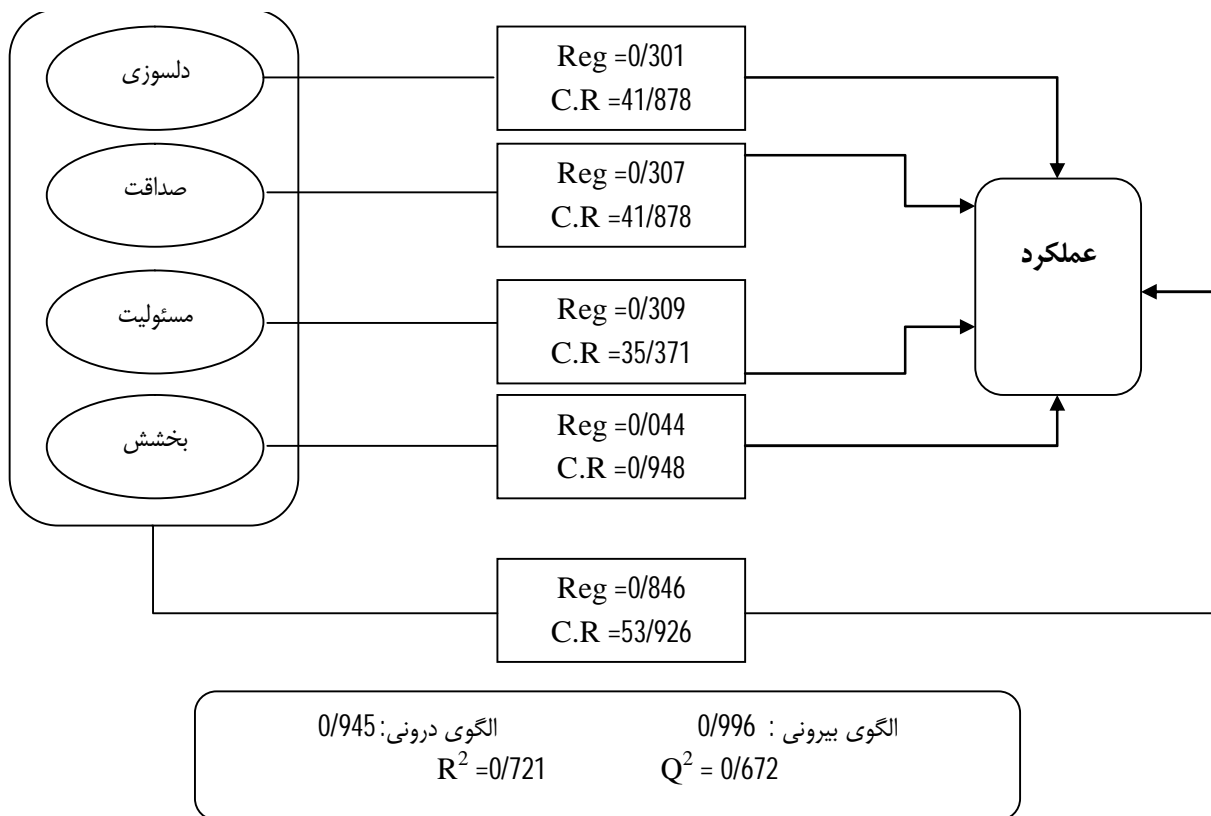 دلسوزی
Reg =0/301
C.R =41/878
صداقت
Reg =0/307
C.R =41/878
عملکرد
مسئولیت
Reg =0/309
C.R =35/371
بخشش
Reg =0/044
C.R =0/948
Reg =0/846
C.R =53/926
الگوی بیرونی : 0/996 الگوی درونی: 0/945
R² =0/721 Q² = 0/672